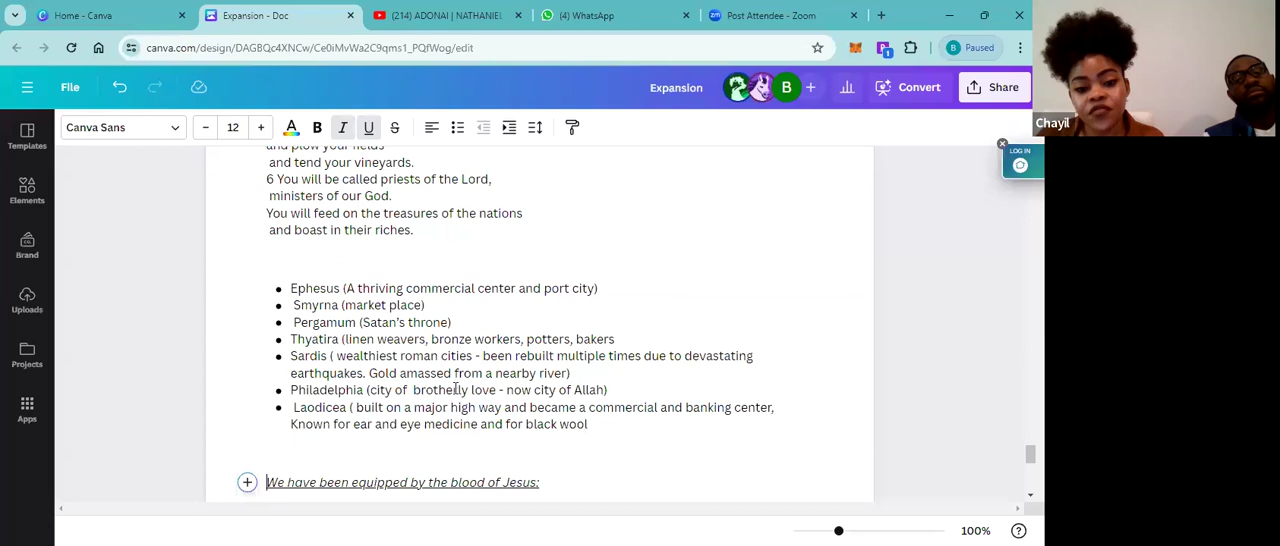 Home - Canva
Expansion - Doc
(214) ADONAI | NATHANIEL
(4) WhatsApp
Post Attendee - Zoom
canva.com/design/DAGBQc4XNCw/Ce0iMvWa2C9qms1_PQfWog/edit
1
B Paused
File
Expansion
B
Convert
Share
Chayil
LOG IN
Canva Sans
12
B I U S
Templates
Elements
Brand
Uploads
Projects
Apps
and plow your fields
and tend your vineyards.
6 You will be called priests of the Lord,
ministers of our God.
You will feed on the treasures of the nations
and boast in their riches.
Ephesus (A thriving commercial center and port city)
Smyrna (market place)
Pergamum (Satan's throne)
Thyatira (linen weavers, bronze workers, potters, bakers
Sardis ( wealthiest roman cities - been rebuilt multiple times due to devastating
earthquakes. Gold amassed from a nearby river)
Philadelphia (city of brotherly love - now city of Allah)
Laodicea ( built on a major high way and became a commercial and banking center,
Known for ear and eye medicine and for black wool
We have been equipped by the blood of Jesus:
100%